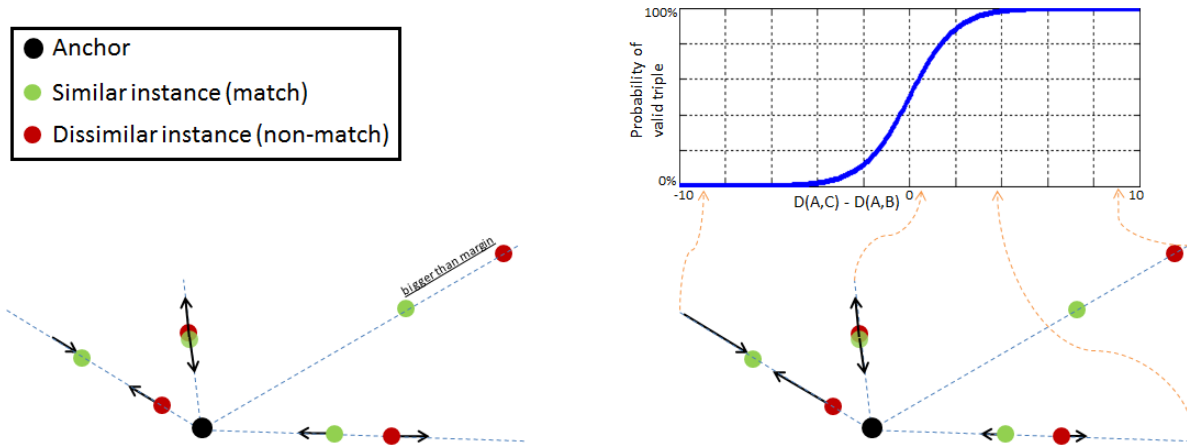 Anchor
Similar instance (match)
Dissimilar instance (non-match)
bigger than margin
100%
Probability of
valid triple
0%
-10
0
10
D(A,C) - D(A,B)